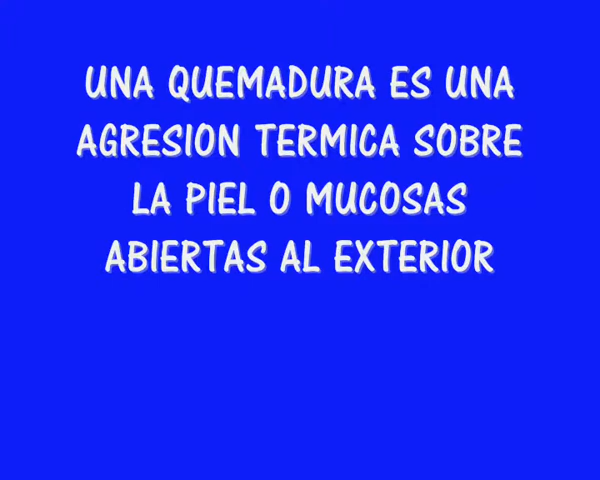 UNA QUEMADURA ES UNA
AGRESION TERMICA SOBRE
LA PIEL O MUCOSAS
ABIERTAS AL EXTERIOR